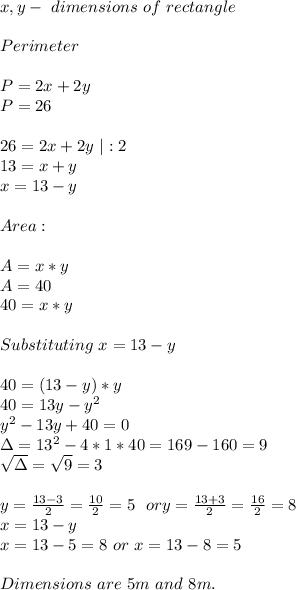 x, y − dimensions of rectangle
Perimeter
P = 2x + 2y
P = 26
26 = 2x + 2y | : 2
13 = x + y
x = 13 − y
Area :
A = x ∗ y
A = 40
40 = x ∗ y
Substituting x = 13 − y
40 = (13 − y) ∗ y
40 = 13y − y²
y² − 13y + 40 = 0
Δ = 13² − 4 ∗ 1 ∗ 40 = 169 − 160 = 9
√Δ = √9 = 3
y = (13−3)/2 = 10/2 = 5 ory = (13+3)/2 = 16/2 = 8
x = 13 − y
x = 13 − 5 = 8 or x = 13 − 8 = 5
Dimensions are 5m and 8m.